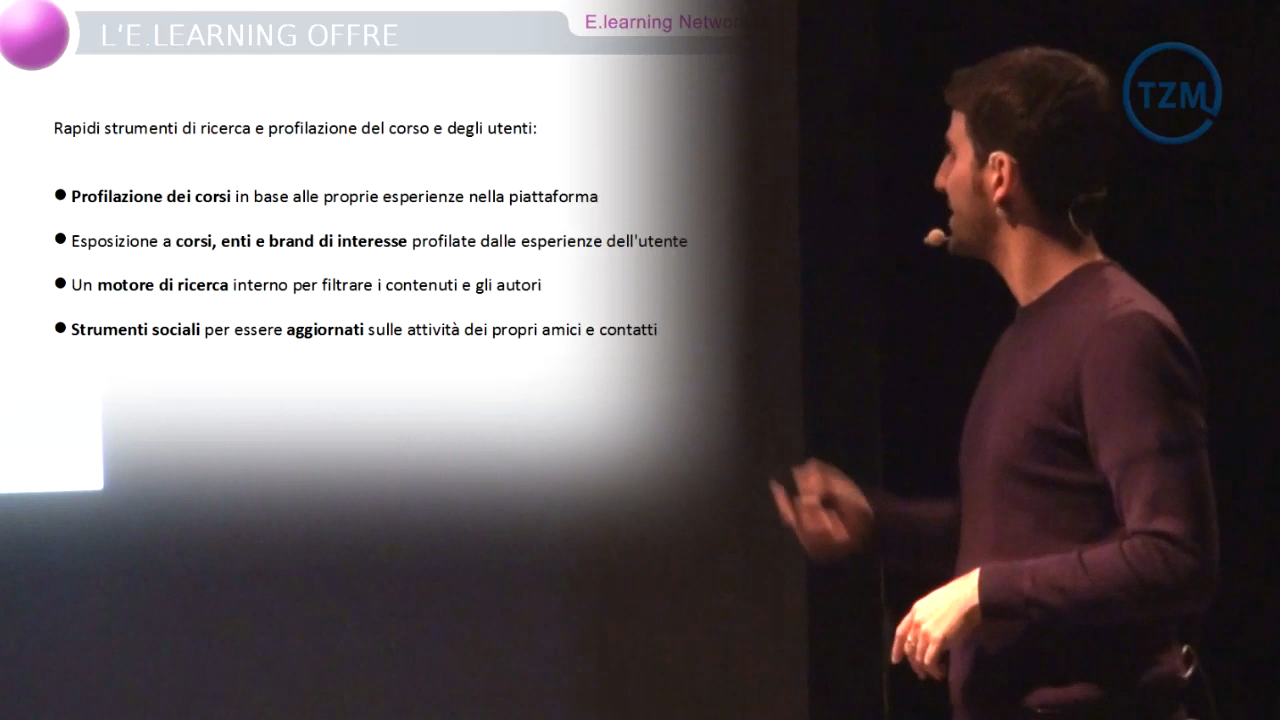 L'E.LEARNING OFFRE
E.learning
Rapidi strumenti di ricerca e profilazione del corso e degli utenti:
● Profilazione dei corsi in base alle proprie esperienze nella piattaforma
● Esposizione a corsi, enti e brand di interesse profilate dalle esperienze dell'utente
● Un motore di ricerca interno per filtrare i contenuti e gli autori
● Strumenti sociali per essere aggiornati sulle attività dei propri amici e contatti
TZM